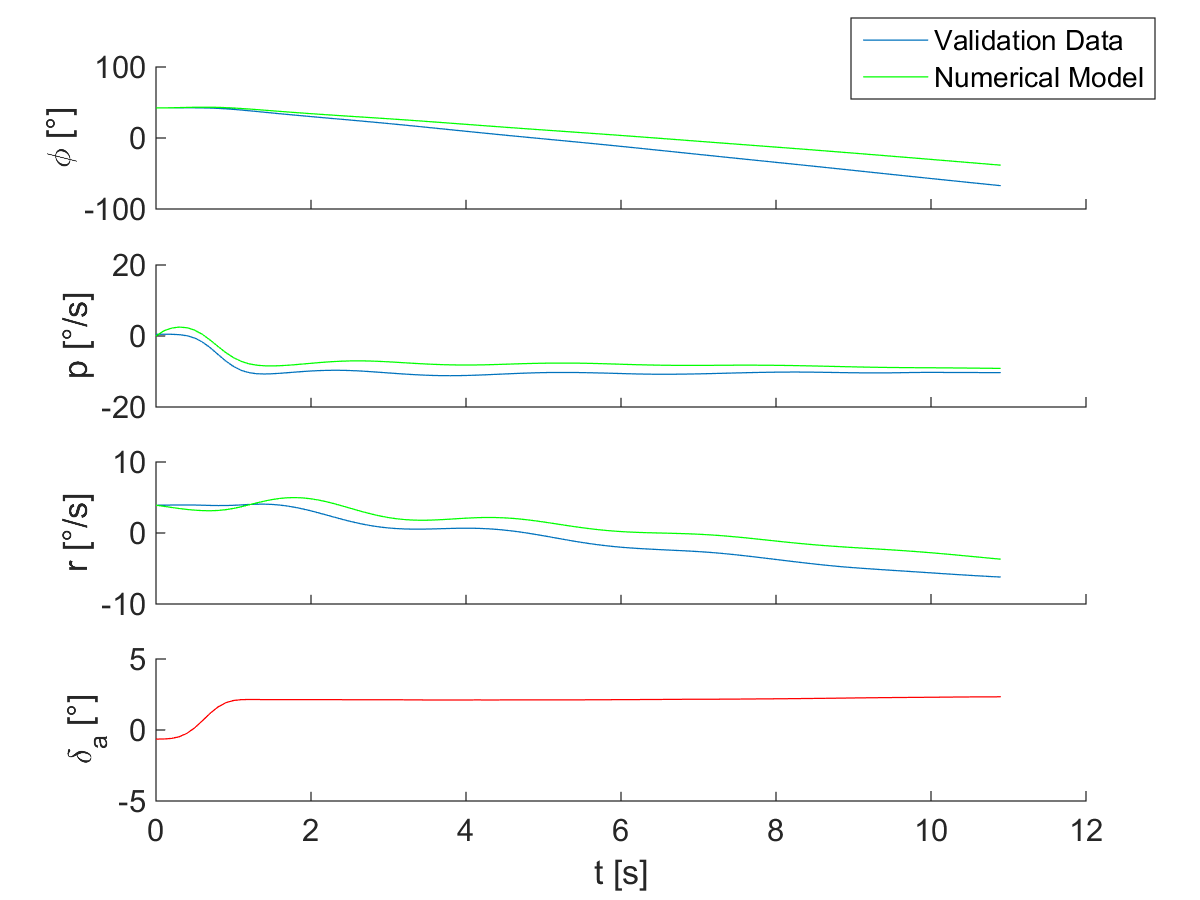 Validation Data
Numerical Model
100
0
-100
ϕ [°]
20
0
-20
p [°/s]
10
0
-10
r [°/s]
5
0
-5
δa [°]
0 2 4 6 8 10 12
t [s]